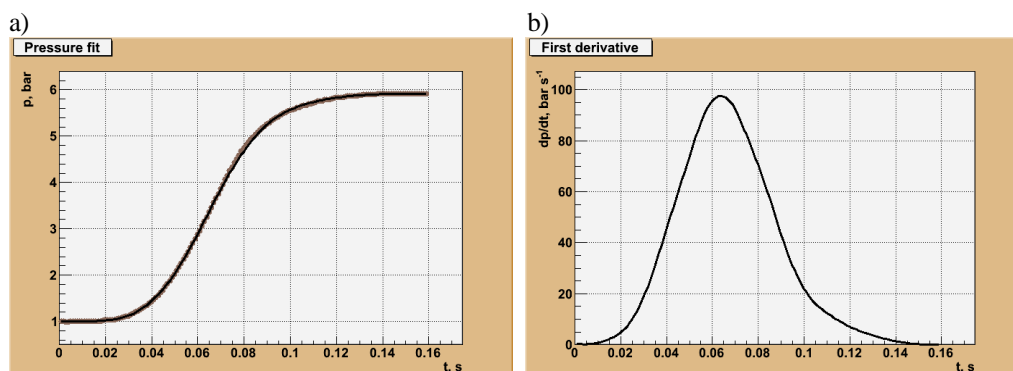 a)
Pressure fit
p, bar
6
5
4
3
2
1
0 0.02 0.04 0.06 0.08 0.1 0.12 0.14 0.16
t, s
b)
First derivative
dp/dt, bar s⁻¹
100
80
60
40
20
0
0 0.02 0.04 0.06 0.08 0.1 0.12 0.14 0.16
t, s